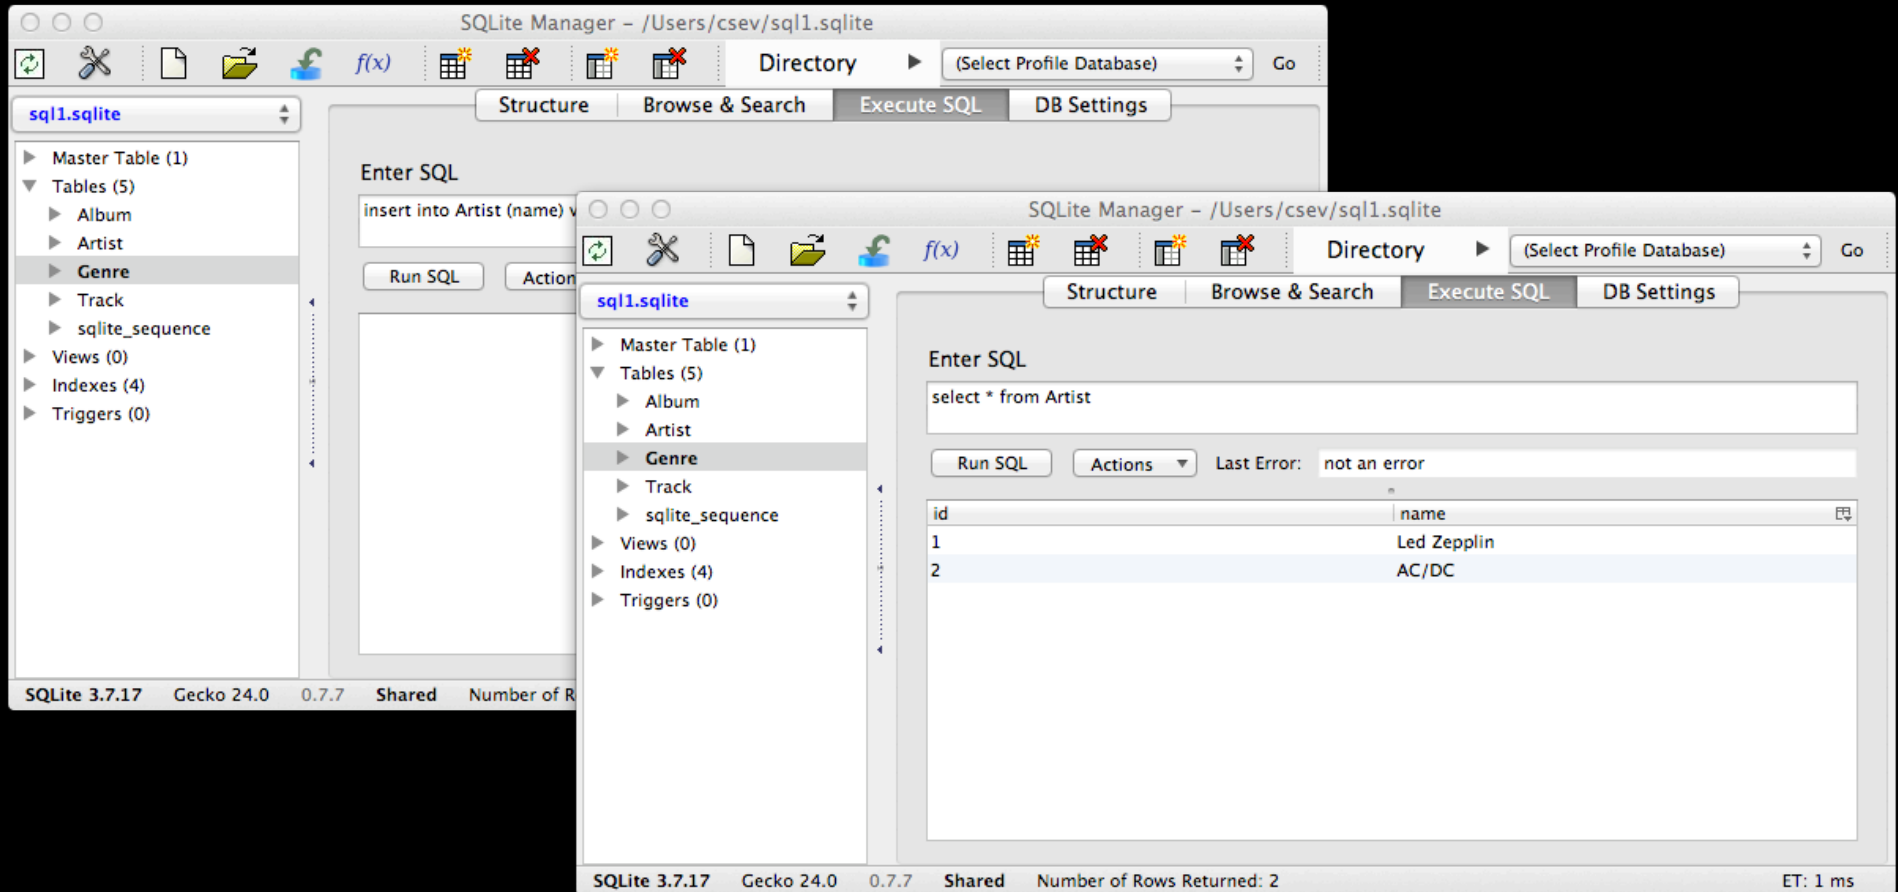 SQLite Manager – /Users/csev/sql1.sqlite
f(x)
Directory
(Select Profile Database)
Go
sql1.sqlite
Structure
Browse & Search
Execute SQL
DB Settings
Master Table (1)
Tables (5)
Album
Artist
Genre
Track
sqlite_sequence
Views (0)
Indexes (4)
Triggers (0)
Enter SQL
insert into Artist (name)
Run SQL
SQLite 3.7.17
Gecko 24.0
0.7.7
Shared
Number of
SQLite Manager – /Users/csev/sql1.sqlite
f(x)
Directory
(Select Profile Database)
Go
sql1.sqlite
Structure
Browse & Search
Execute SQL
DB Settings
Master Table (1)
Tables (5)
Album
Artist
Genre
Track
sqlite_sequence
Views (0)
Indexes (4)
Triggers (0)
Enter SQL
select * from Artist
Run SQL
Actions
Last Error:
not an error
id
name
1
Led Zepplin
2
AC/DC
SQLite 3.7.17
Gecko 24.0
0.7.7
Shared
Number of Rows Returned: 2
ET: 1 ms